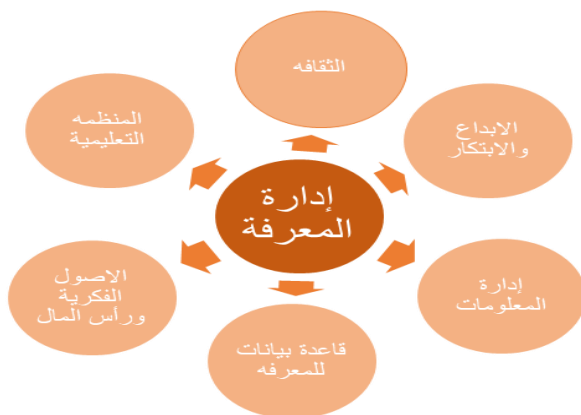 الثقافه
الابداع
والابتكار
إدارة
المعلومات
قاعدة بيانات
للمعرفه
الاصول
الفكرية
ورأس المال
المنظمه
التعليمية
إدارة
المعرفة